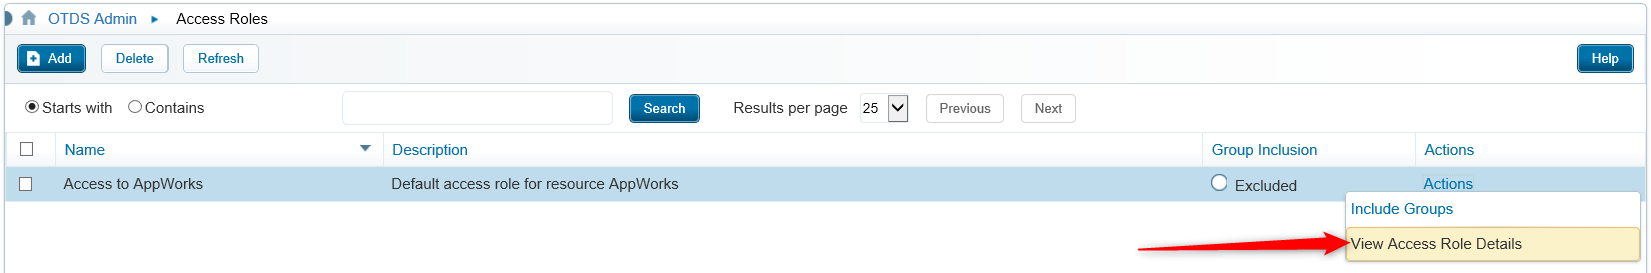 OTDS Admin Access Roles
Add Delete Refresh Help
Starts with Contains Search Results per page 25 Previous Next
Name Description Group Inclusion Actions
Access to AppWorks Default access role for resource AppWorks Excluded Actions
Include Groups
View Access Role Details